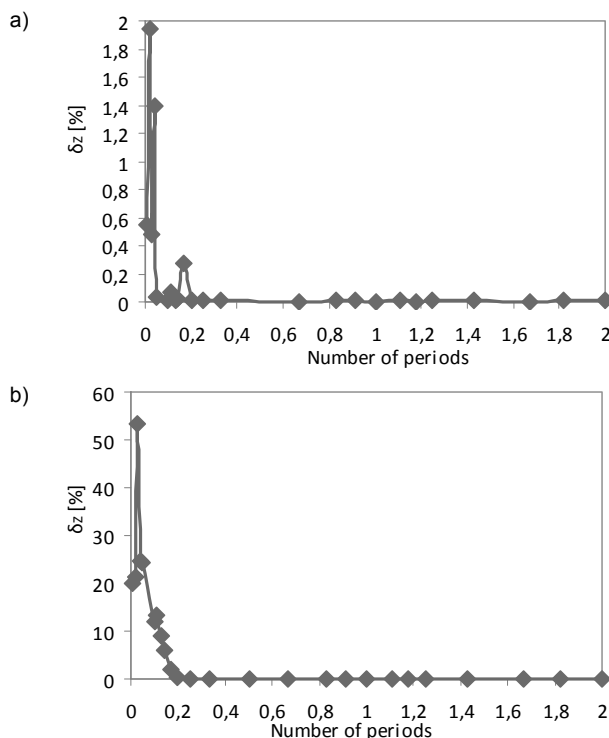 a)
δz [%]
2
1,8
1,6
1,4
1,2
1
0,8
0,6
0,4
0,2
0
0 0,2 0,4 0,6 0,8 1 1,2 1,4 1,6 1,8 2
Number of periods
b)
δz [%]
60
50
40
30
20
10
0
0 0,2 0,4 0,6 0,8 1 1,2 1,4 1,6 1,8 2
Number of periods